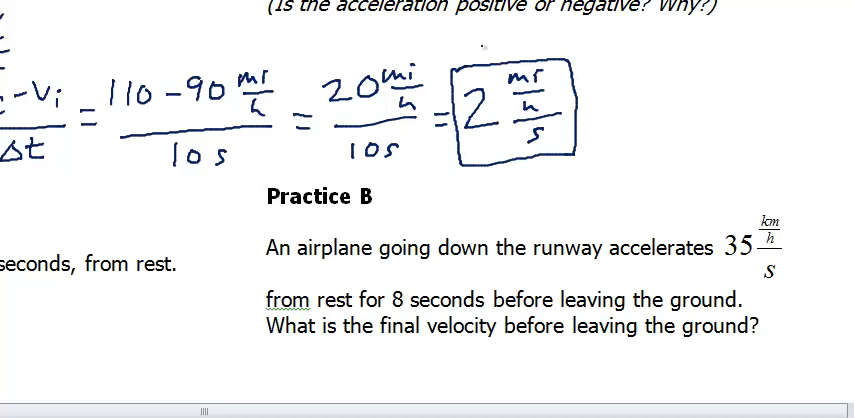 (Is the acceleration positive or negative? Why?)
-Vi / Δt = 110 - 90 mi/h / 10 s = 20 mi/h / 10s = 2 mi/h / s
Practice B
An airplane going down the runway accelerates 35 km/h / s
seconds, from rest.
from rest for 8 seconds before leaving the ground.
What is the final velocity before leaving the ground?